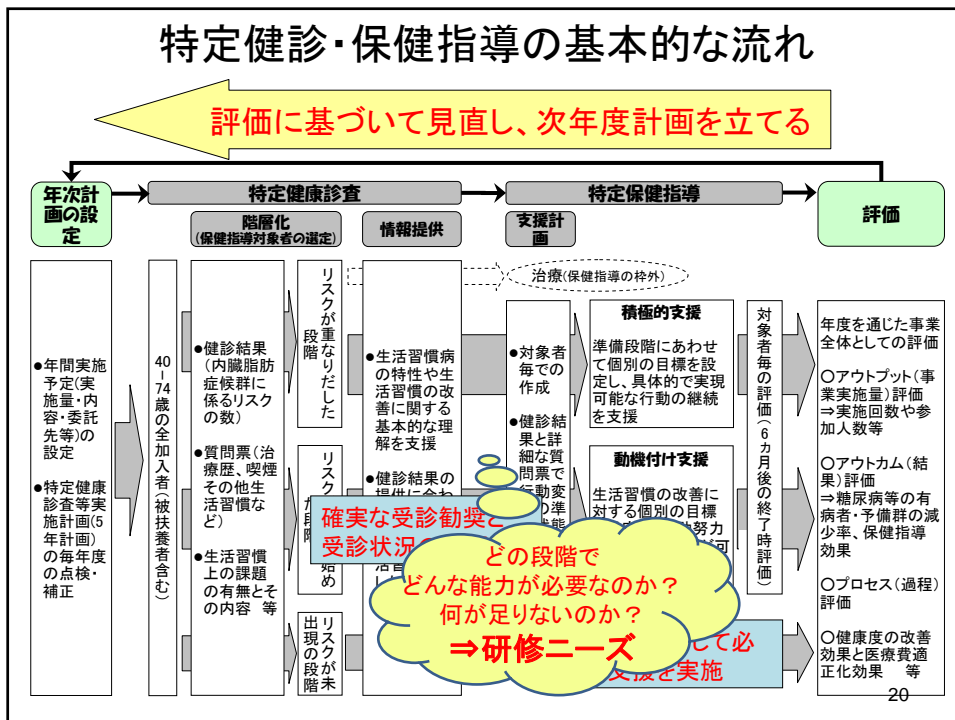 特定健診・保健指導の基本的な流れ
評価に基づいて見直し、次年度計画を立てる
年次計
画の設
定
特定健康診査
階層化
(保健指導対象者の選定)
情報提供
特定保健指導
支援計
画
評価
●年間実施
予定(実
施量・内
容・委託
先等)の
設定
●特定健康
診査等実
施計画(5
年計画)
の毎年度
の点検・
補正
40－74歳の全加入者(被扶養者含む)
●健診結果
(内臓脂肪
症候群に
係るリスク
の数)
●質問票(治
療歴、喫煙
その他生
活習慣な
ど)
●生活習慣
上の課題
の有無とそ
の内容　等
リスクが重なりだした
段階
リスク
始め
た段階
リスクが未
出現の段階
●生活習慣病
の特性や生
活習慣の改
善に関する
基本的な理
解を支援
●健診結果の
提供に合わ
活習
治療(保健指導の枠外)
●対象者
毎での
作成
●健診結
果と詳
細な質
問票で
行動変
の準
状態
積極的支援
準備段階にあわせ
て個別の目標を設
定し、具体的で実現
可能な行動の継続
を支援
動機付け支援
生活習慣の改善に
対する個別の目標
努力
が可
対象者毎の評価(6ヵ月後の終了時評価)
年度を通じた事業
全体としての評価
○アウトプット(事
業実施量)評価
⇒実施回数や参
加人数等
○アウトカム(結
果)評価
⇒糖尿病等の有
病者・予備群の減
少率、保健指導
効果
○プロセス(過程)
評価
○健康度の改善
効果と医療費適
正化効果　等
確実な受診勧奨と
受診状況の
どの段階で
どんな能力が必要なのか？
何が足りないのか？
⇒研修ニーズ
して必
支援を実施
20